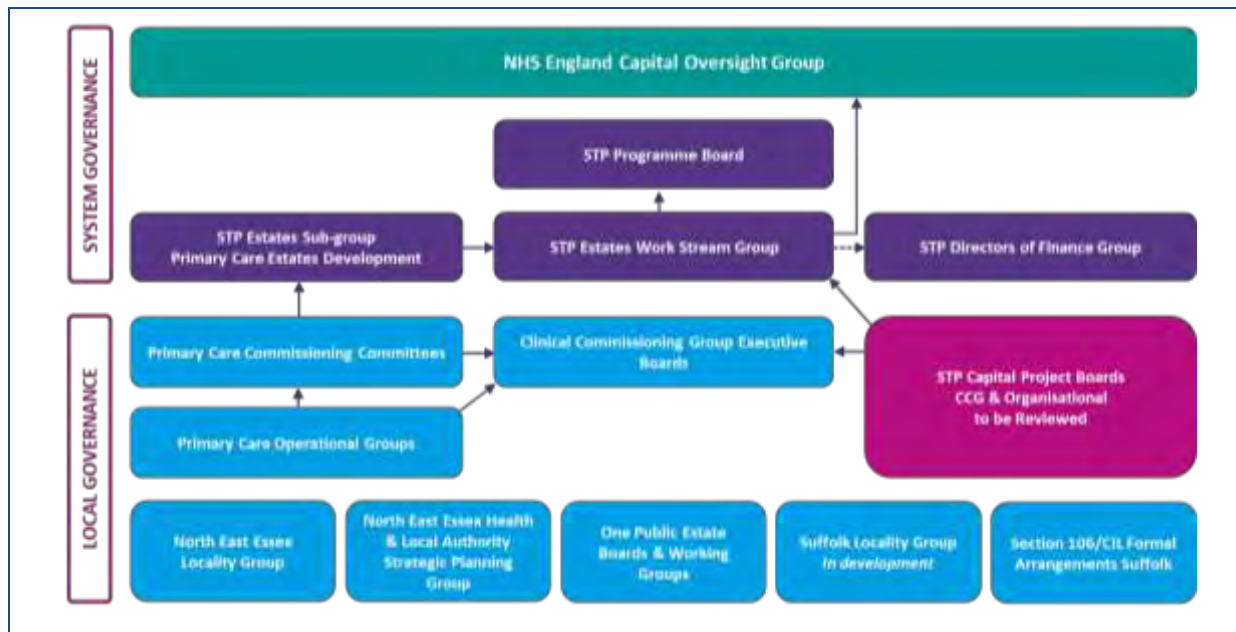 SYSTEM GOVERNANCE
NHS England Capital Oversight Group
STP Programme Board
STP Estates Sub-group
Primary Care Estates Development
STP Estates Work Stream Group
STP Directors of Finance Group
LOCAL GOVERNANCE
Primary Care Commissioning Committees
Clinical Commissioning Group Executive
Boards
STP Capital Project Boards
CCG & Organisational
to be Reviewed
Primary Care Operational Groups
North East Essex
Locality Group
North East Essex Health
& Local Authority
Strategic Planning
Group
One Public Estate
Boards & Working
Groups
Suffolk Locality Group
In development
Section 106/CIL Formal
Arrangements Suffolk